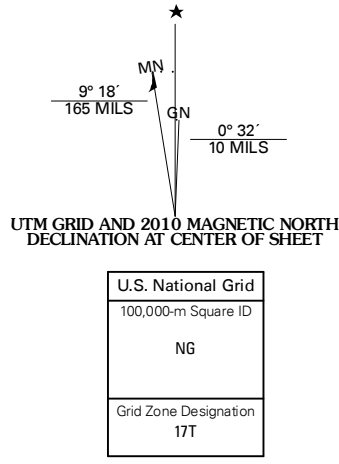 ★
MN
GN
9° 18´
165 MILS
0° 32´
10 MILS
UTM GRID AND 2010 MAGNETIC NORTH
DECLINATION AT CENTER OF SHEET
U.S. National Grid
100,000-m Square ID
NG
Grid Zone Designation
17T